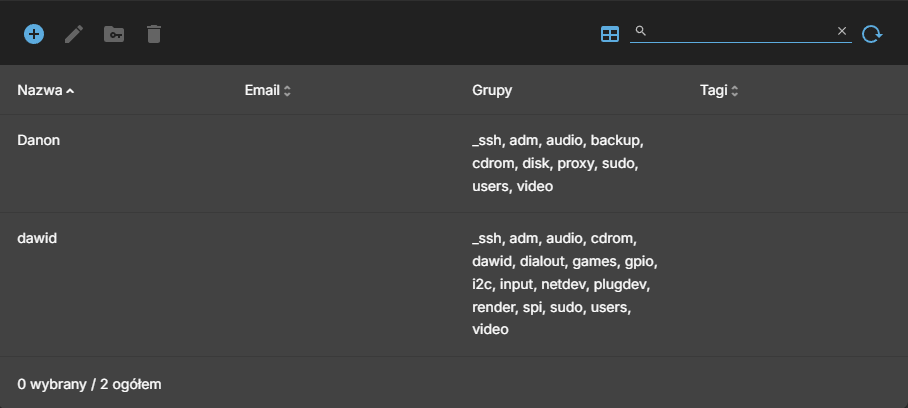 Nazwa Email Grupy Tagi
Danon _ssh, adm, audio, backup,
cdrom, disk, proxy, sudo,
users, video
dawid _ssh, adm, audio, cdrom,
dawid, dialout, games, gpio,
i2c, input, netdev, plugdev,
render, spi, sudo, users,
video
0 wybrany / 2 ogółem